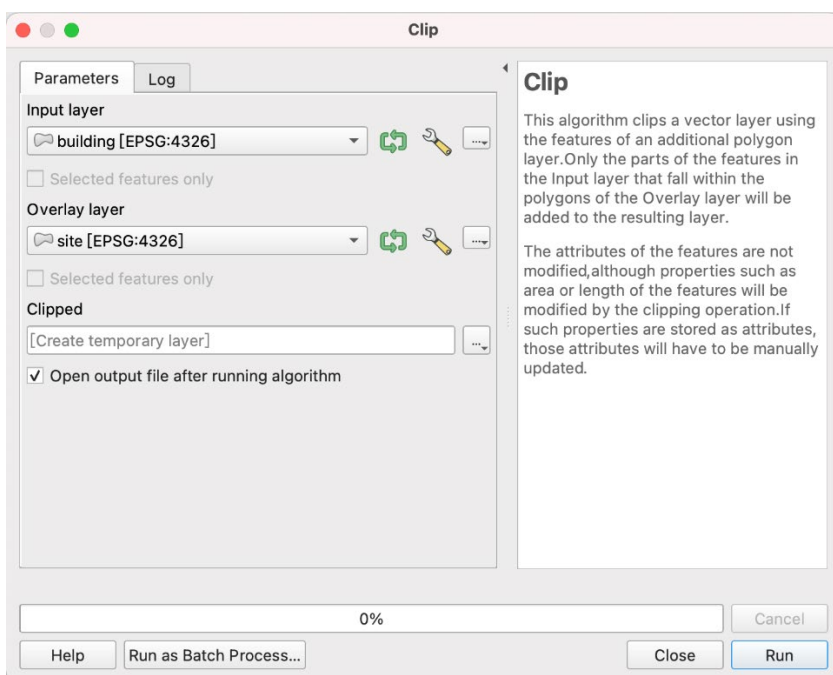 Clip
Parameters
Log
Input layer
building [EPSG:4326]
...
Selected features only
Overlay layer
site [EPSG:4326]
...
Selected features only
Clipped
[Create temporary layer]
...
Open output file after running algorithm
Clip
This algorithm clips a vector layer using
the features of an additional polygon
layer.Only the parts of the features in
the Input layer that fall within the
polygons of the Overlay layer will be
added to the resulting layer.
The attributes of the features are not
modified,although properties such as
area or length of the features will be
modified by the clipping operation.If
such properties are stored as attributes,
those attributes will have to be manually
updated.
0%
Cancel
Help
Run as Batch Process...
Close
Run